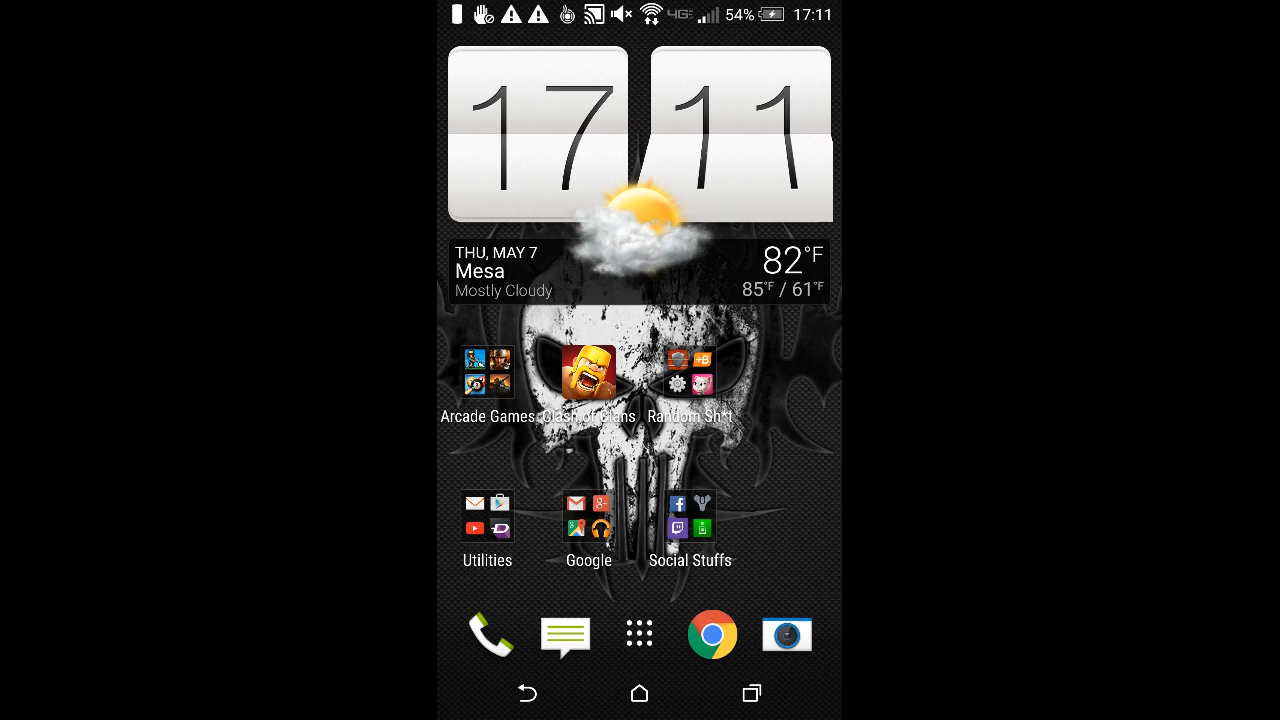 4G 54% 17:11
17 11
THU, MAY 7
Mesa
Mostly Cloudy
82°F
85°F / 61°F
+B
Arcade Games Clash of Clans Random Sh*t
Utilities Google Social Stuffs